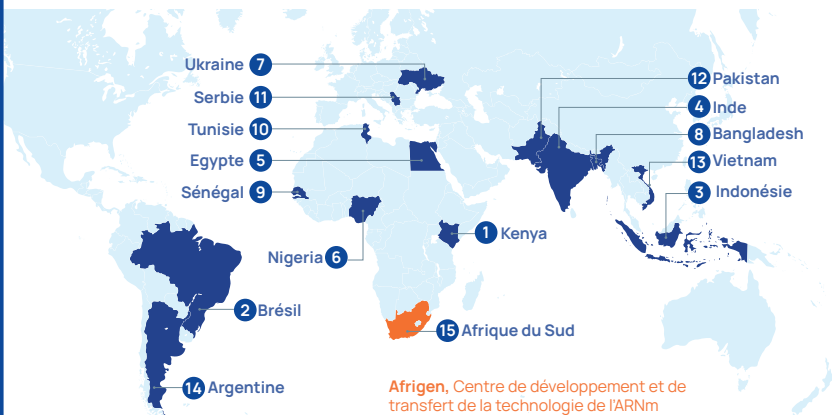 Ukraine 7
Serbie 11
Tunisie 10
Egypte 5
Sénégal 9
Nigeria 6
2 Brésil
14 Argentine
1 Kenya
15 Afrique du Sud
12 Pakistan
4 Inde
8 Bangladesh
13 Vietnam
3 Indonésie
Afrigen, Centre de développement et de
transfert de la technologie de l'ARNm